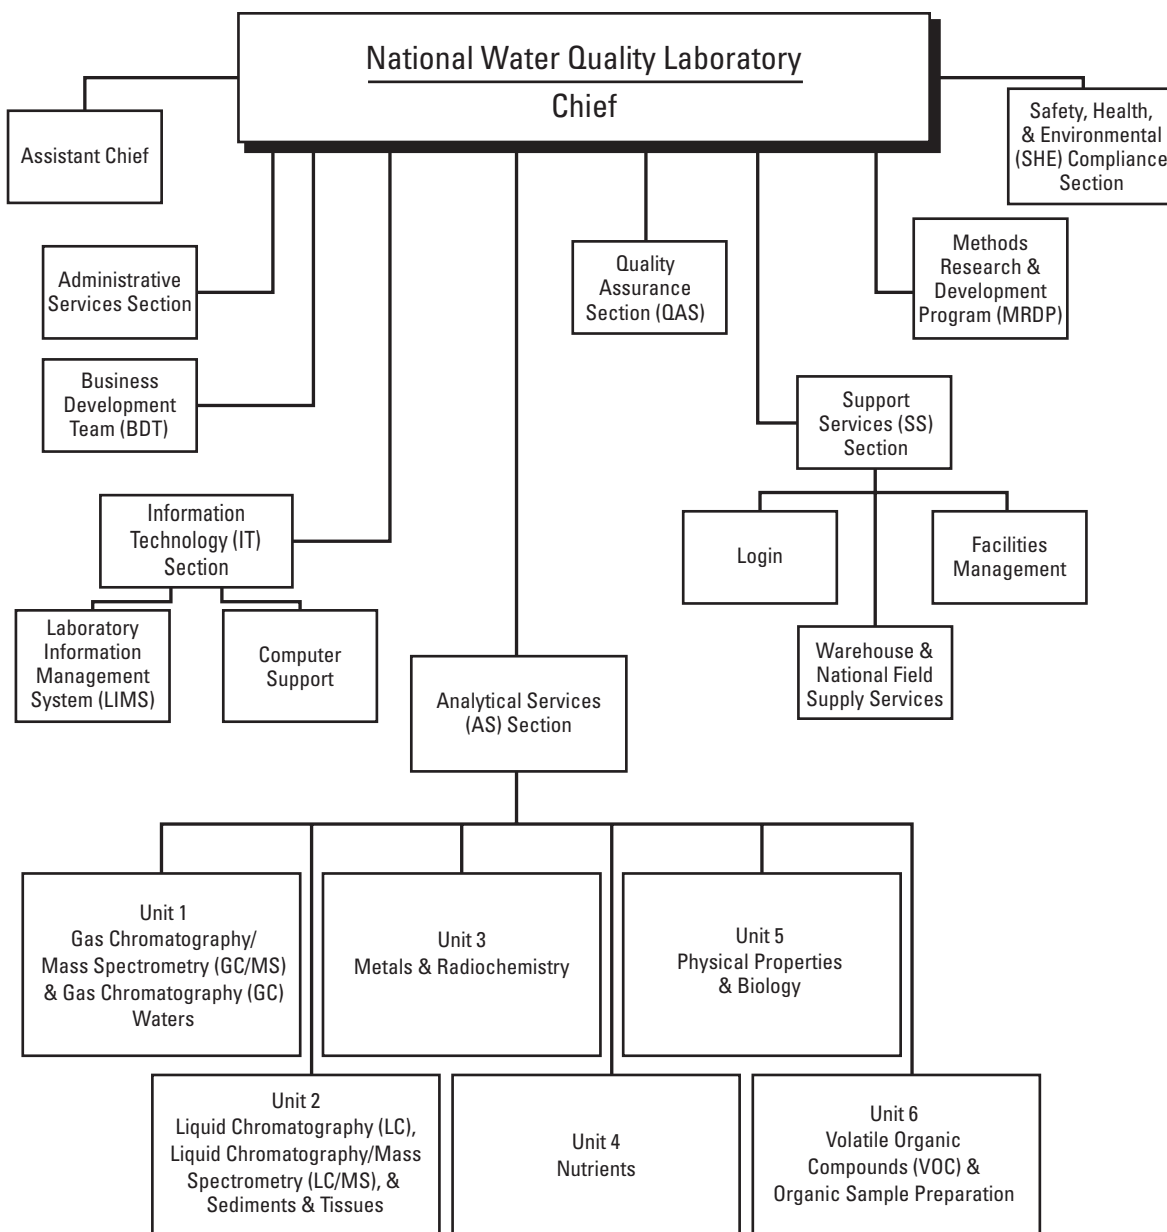 National Water Quality Laboratory
Chief
Assistant Chief
Safety, Health,
& Environmental
(SHE) Compliance
Section
Administrative
Services Section
Quality
Assurance
Section (QAS)
Methods
Research &
Development
Program (MRDP)
Business
Development
Team (BDT)
Support
Services (SS)
Section
Information
Technology (IT)
Section
Login
Facilities
Management
Laboratory
Information
Management
System (LIMS)
Computer
Support
Warehouse &
National Field
Supply Services
Analytical Services
(AS) Section
Unit 1
Gas Chromatography/
Mass Spectrometry (GC/MS)
& Gas Chromatography (GC)
Waters
Unit 3
Metals & Radiochemistry
Unit 5
Physical Properties
& Biology
Unit 2
Liquid Chromatography (LC),
Liquid Chromatography/Mass
Spectrometry (LC/MS), &
Sediments & Tissues
Unit 4
Nutrients
Unit 6
Volatile Organic
Compounds (VOC) &
Organic Sample Preparation